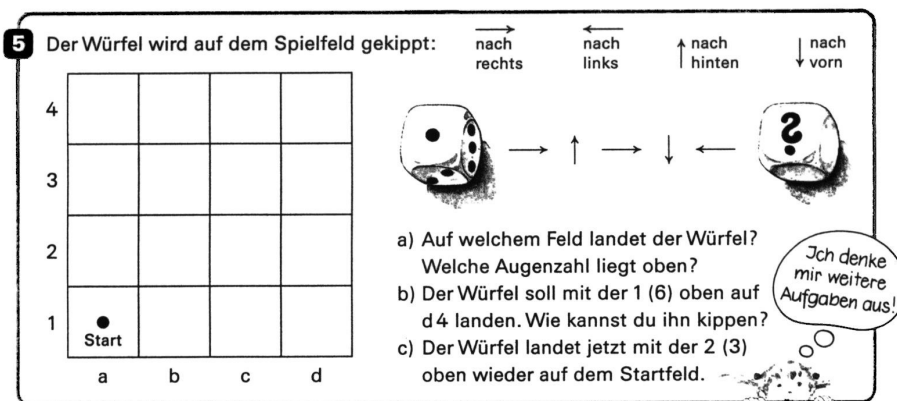 5 Der Würfel wird auf dem Spielfeld gekippt:
nach rechts
nach links
nach hinten
nach vorn
4
3
2
1
Start
a b c d
?
a) Auf welchem Feld landet der Würfel?
Welche Augenzahl liegt oben?
b) Der Würfel soll mit der 1 (6) oben auf
d4 landen. Wie kannst du ihn kippen?
c) Der Würfel landet jetzt mit der 2 (3)
oben wieder auf dem Startfeld.
Ich denke
mir weitere
Aufgaben aus!